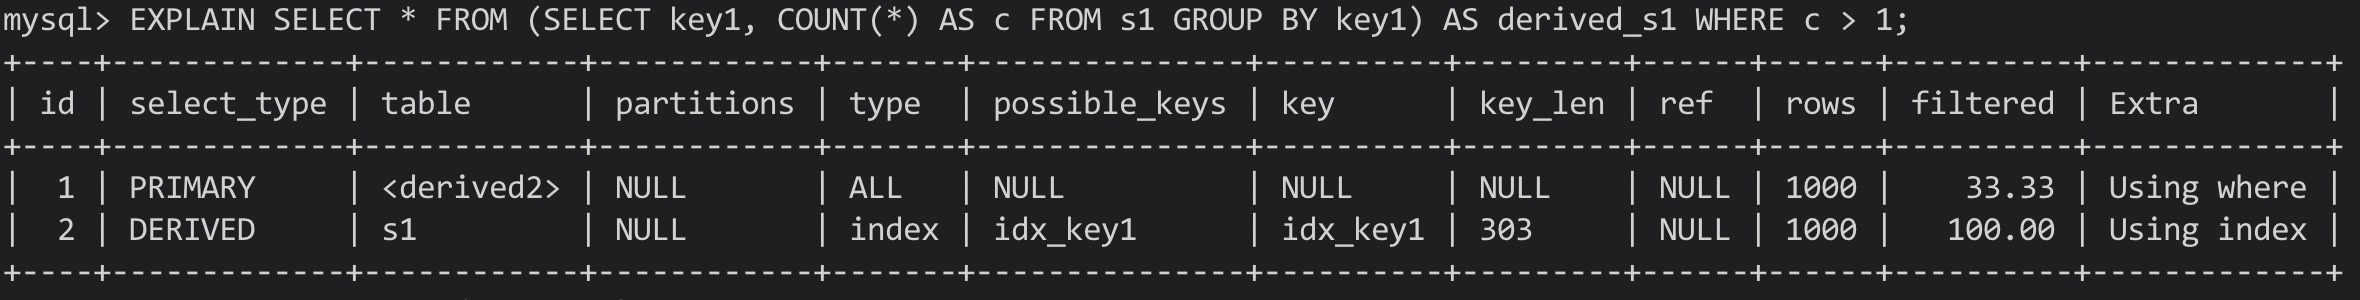 mysql> EXPLAIN SELECT * FROM (SELECT key1, COUNT(*) AS c FROM s1 GROUP BY key1) AS derived_s1 WHERE c > 1;
+----+-------------+------------+------------+-------+---------------+----------+---------+------+------+----------+-------------+
| id | select_type | table      | partitions | type  | possible_keys | key      | key_len | ref  | rows | filtered | Extra       |
+----+-------------+------------+------------+-------+---------------+----------+---------+------+------+----------+-------------+
|  1 | PRIMARY     | <derived2> | NULL       | ALL   | NULL          | NULL     | NULL    | NULL | 1000 |    33.33 | Using where |
|  2 | DERIVED     | s1         | NULL       | index | idx_key1      | idx_key1 | 303     | NULL | 1000 |   100.00 | Using index |
+----+-------------+------------+------------+-------+---------------+----------+---------+------+------+----------+-------------+